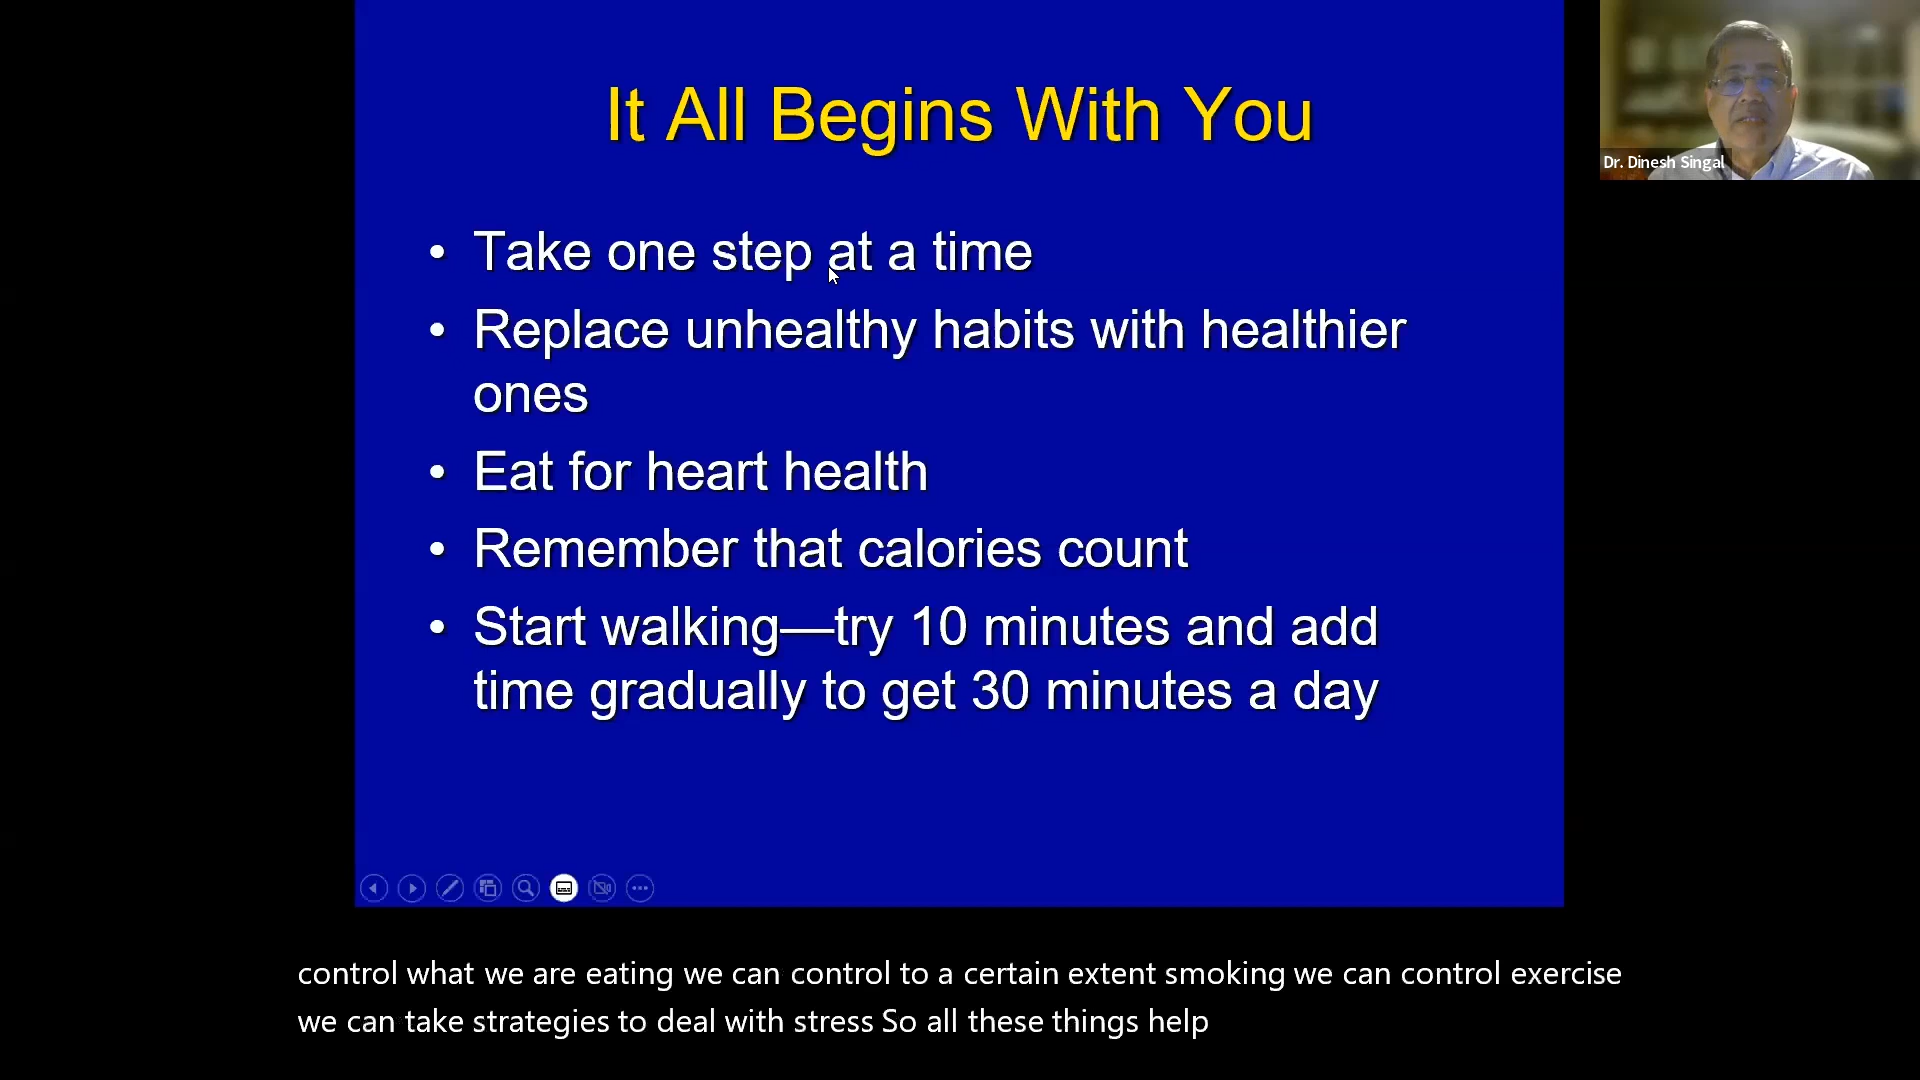 It All Begins With You
Dr. Dinesh Singal
• Take one step at a time
• Replace unhealthy habits with healthier
ones
• Eat for heart health
• Remember that calories count
• Start walking—try 10 minutes and add
time gradually to get 30 minutes a day
control what we are eating we can control to a certain extent smoking we can control exercise
we can take strategies to deal with stress So all these things help